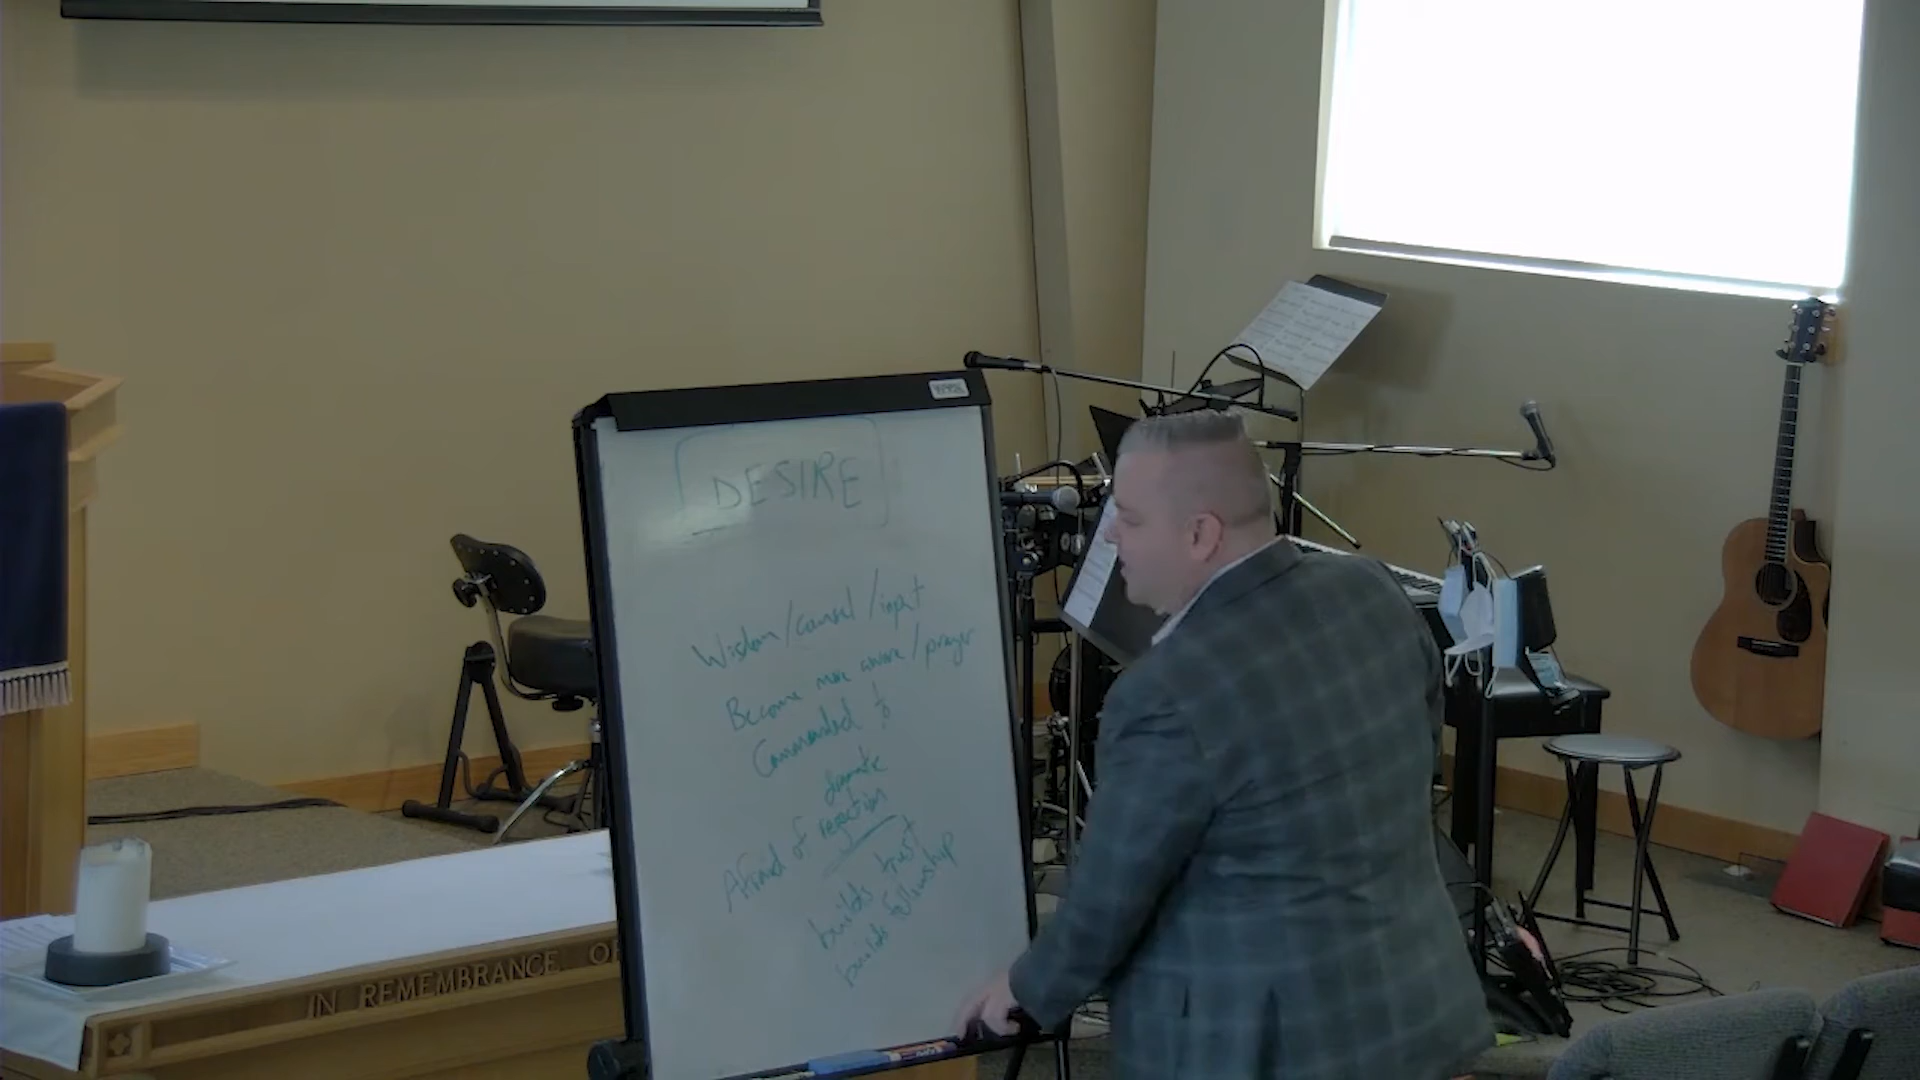 DESIRE
Wisdom/counsel/input
Become more aware/prayer
Commanded to
Afraid of rejection
builds trust
builds fellowship
IN REMEMBRANCE OF